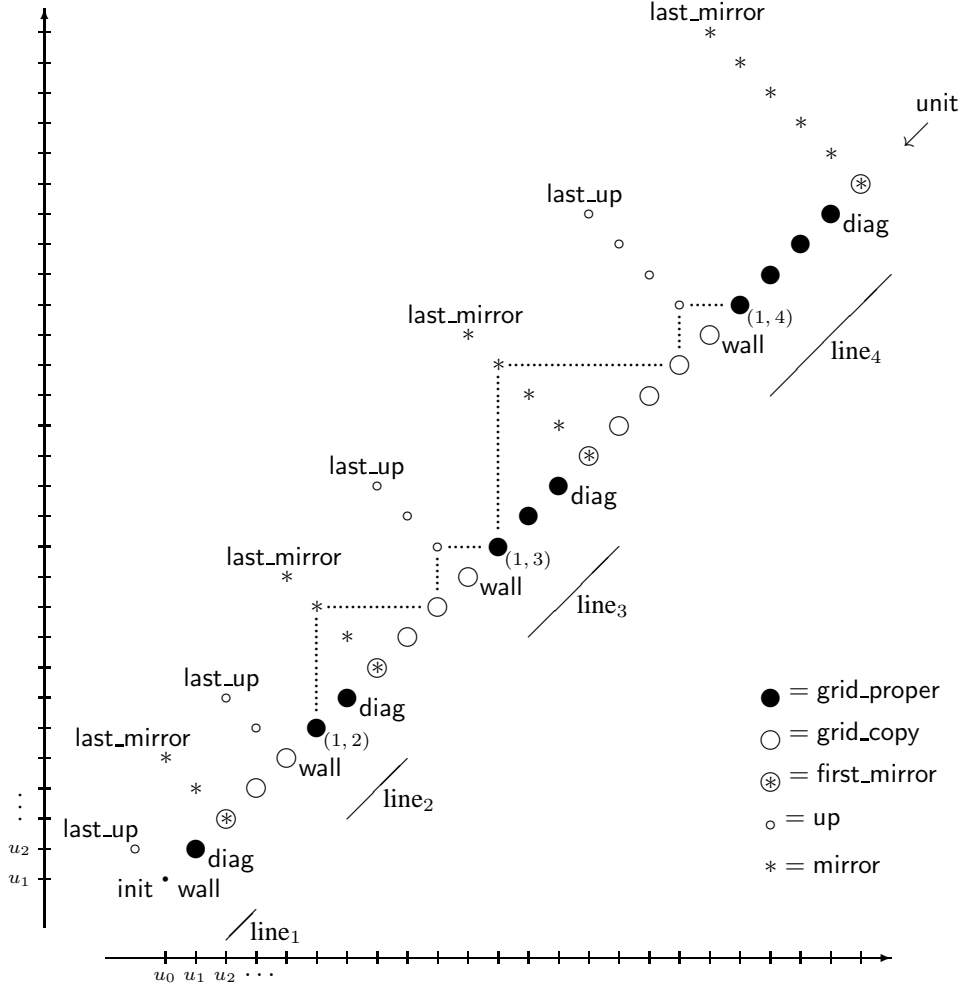 last_mirror
unit
last_up
diag
last_mirror
(1, 4)
wall
line4
last_up
diag
last_mirror
(1, 3)
wall
line3
last_up
diag
= grid_proper
last_mirror
(1, 2)
= grid_copy
wall
= first_mirror
line2
...
last_up
= up
u2
diag
u1
init
wall
* = mirror
line1
u0 u1 u2 ···